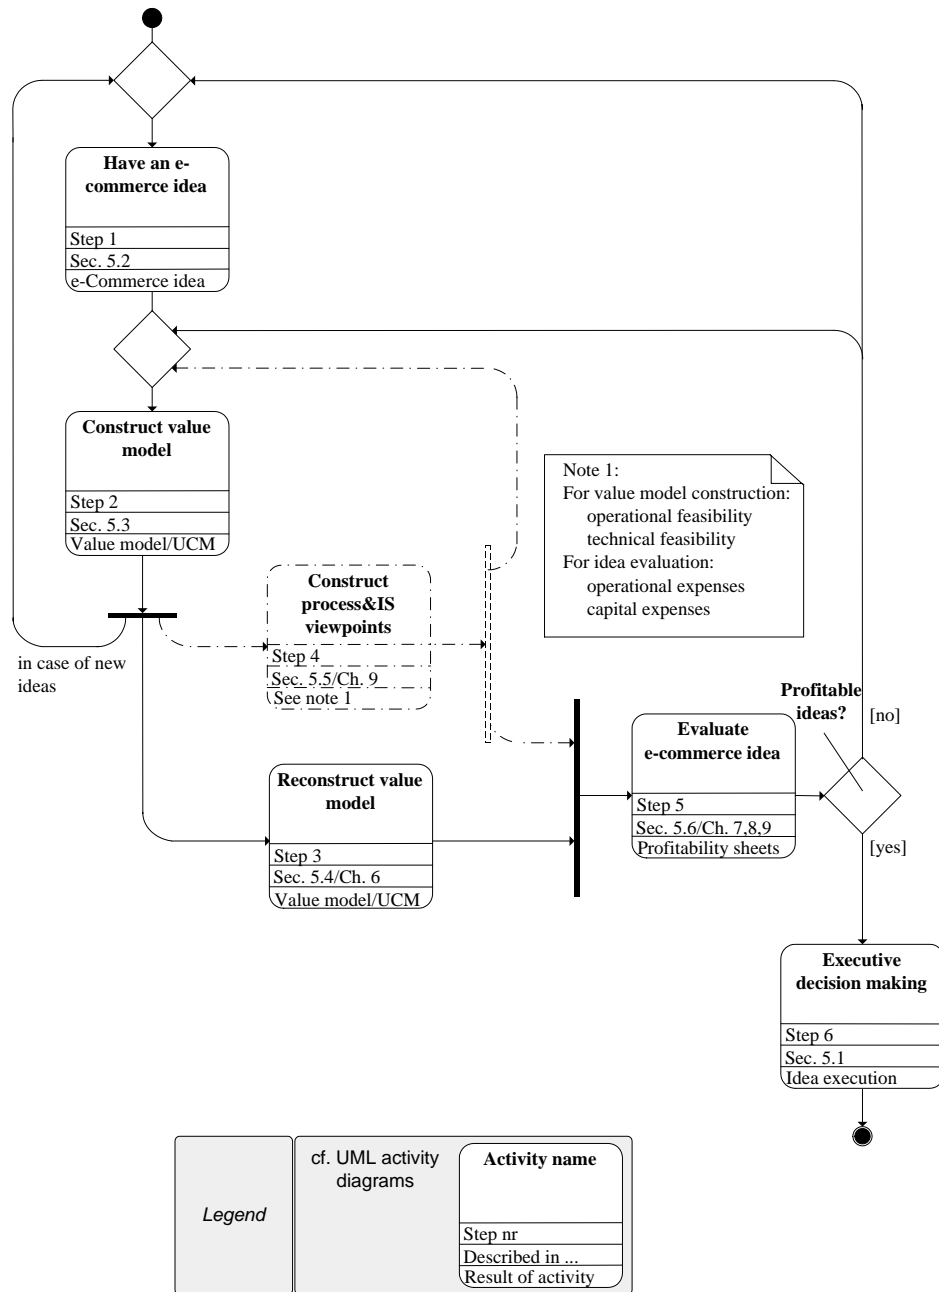 Have an e-
commerce idea
Step 1
Sec. 5.2
e-Commerce idea
Construct value
model
Step 2
Sec. 5.3
Value model/UCM
in case of new
ideas
Construct
process&IS
viewpoints
Step 4
Sec. 5.5/Ch. 9
See note 1
Note 1:
For value model construction:
operational feasibility
technical feasibility
For idea evaluation:
operational expenses
capital expenses
Reconstruct value
model
Step 3
Sec. 5.4/Ch. 6
Value model/UCM
Evaluate
e-commerce idea
Step 5
Sec. 5.6/Ch. 7,8,9
Profitability sheets
Profitable
ideas?
[no]
[yes]
Executive
decision making
Step 6
Sec. 5.1
Idea execution
Legend
cf. UML activity
diagrams
Activity name
Step nr
Described in ...
Result of activity